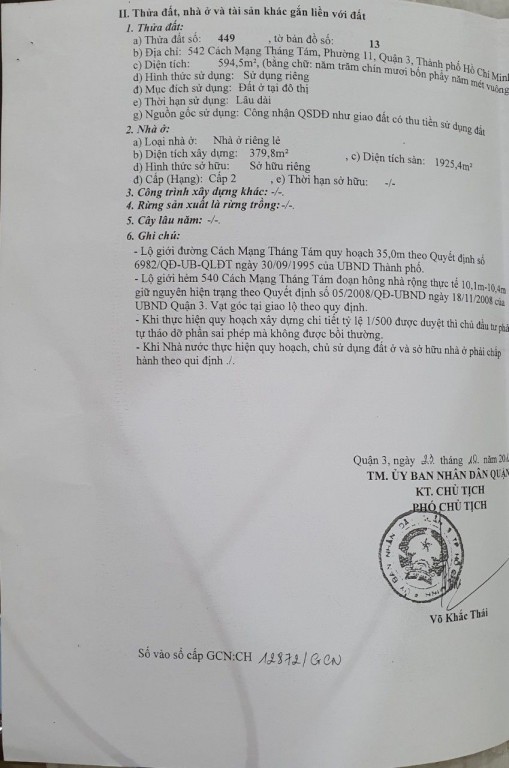 II. Thửa đất, nhà ở và tài sản khác gắn liền với đất
1. Thửa đất:
a) Thửa đất số: 449 , tờ bản đồ số: 13
b) Địa chỉ: 542 Cách Mạng Tháng Tám, Phường 11, Quận 3, Thành phố Hồ Chí Minh
c) Diện tích: 594,5m², (bằng chữ: năm trăm chín mươi bốn phẩy năm mét vuông
d) Hình thức sử dụng: Sử dụng riêng
đ) Mục đích sử dụng: Đất ở tại đô thị
e) Thời hạn sử dụng: Lâu dài
g) Nguồn gốc sử dụng: Công nhận QSDĐ như giao đất có thu tiền sử dụng đất
2. Nhà ở:
a) Loại nhà ở: Nhà ở riêng lẻ
b) Diện tích xây dựng: 379,8m² , c) Diện tích sàn: 1925,4m²
d) Hình thức sở hữu: Sở hữu riêng
đ) Cấp (Hạng): Cấp 2 , e) Thời hạn sở hữu: -/-
3. Công trình xây dựng khác: -/-.
4. Rừng sản xuất là rừng trồng: -/-.
5. Cây lâu năm: -/-.
6. Ghi chú:
- Lộ giới đường Cách Mạng Tháng Tám quy hoạch 35,0m theo Quyết định số
6982/QĐ-UB-QLĐT ngày 30/09/1995 của UBND Thành phố.
- Lộ giới hẻm 540 Cách Mạng Tháng Tám đoạn hông nhà rộng thực tế 10,1m-10,4m
giữ nguyên hiện trạng theo Quyết định số 05/2008/QĐ-UBND ngày 18/11/2008 của
UBND Quận 3. Vạt góc tại giao lộ theo quy định.
- Khi thực hiện quy hoạch xây dựng chi tiết tỷ lệ 1/500 được duyệt thì chủ đầu tư phả
tự tháo dỡ phần sai phép mà không được bồi thường.
- Khi Nhà nước thực hiện quy hoạch, chủ sử dụng đất ở và sở hữu nhà ở phải chấp
hành theo qui định ./.
Quận 3, ngày 22 tháng 10 năm 20
TM. ỦY BAN NHÂN DÂN QUẬN
KT. CHỦ TỊCH
PHÓ CHỦ TỊCH
Võ Khắc Thái
Số vào sổ cấp GCN:CH 12872/GCN